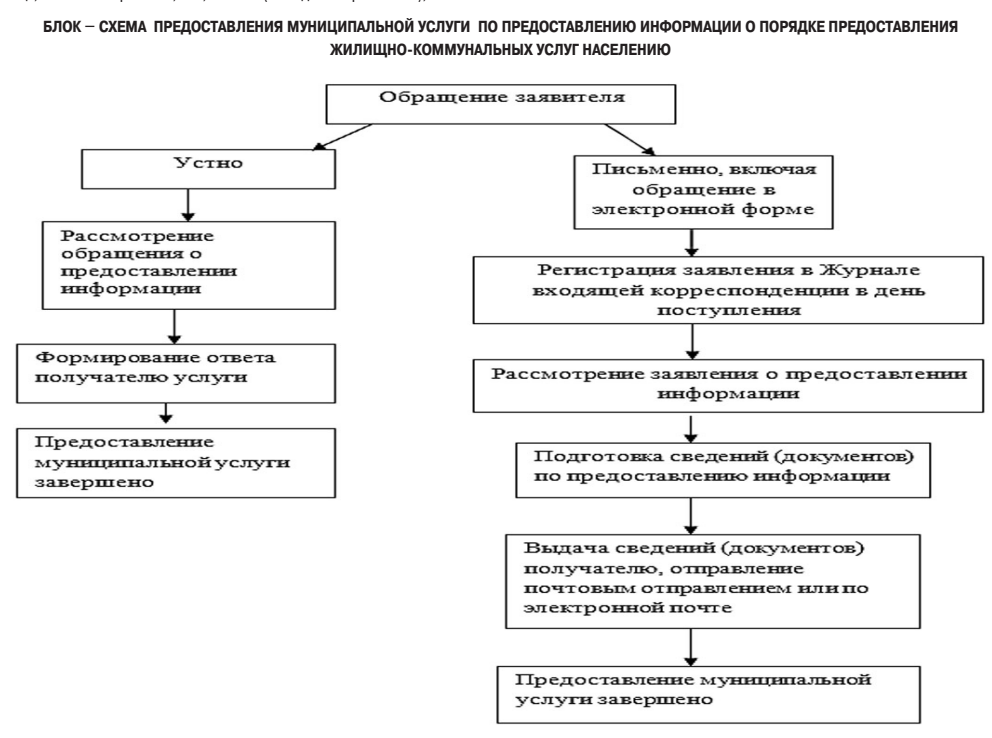 БЛОК – СХЕМА ПРЕДОСТАВЛЕНИЯ МУНИЦИПАЛЬНОЙ УСЛУГИ ПО ПРЕДОСТАВЛЕНИЮ ИНФОРМАЦИИ О ПОРЯДКЕ ПРЕДОСТАВЛЕНИЯ
ЖИЛИЩНО-КОММУНАЛЬНЫХ УСЛУГ НАСЕЛЕНИЮ
Обращение заявителя
Устно
Рассмотрение
обращения о
предоставлении
информации
Формирование ответа
получателю услуги
Предоставление
муниципальной услуги
завершено
Письменно, включая
обращение в
электронной форме
Регистрация заявления в Журнале
входящей корреспонденции в день
поступления
Рассмотрение заявления о предоставлении
информации
Подготовка сведений (документов)
по предоставлению информации
Выдача сведений (документов)
получателю, отправление
почтовым отправлением или по
электронной почте
Предоставление муниципальной
услуги завершено